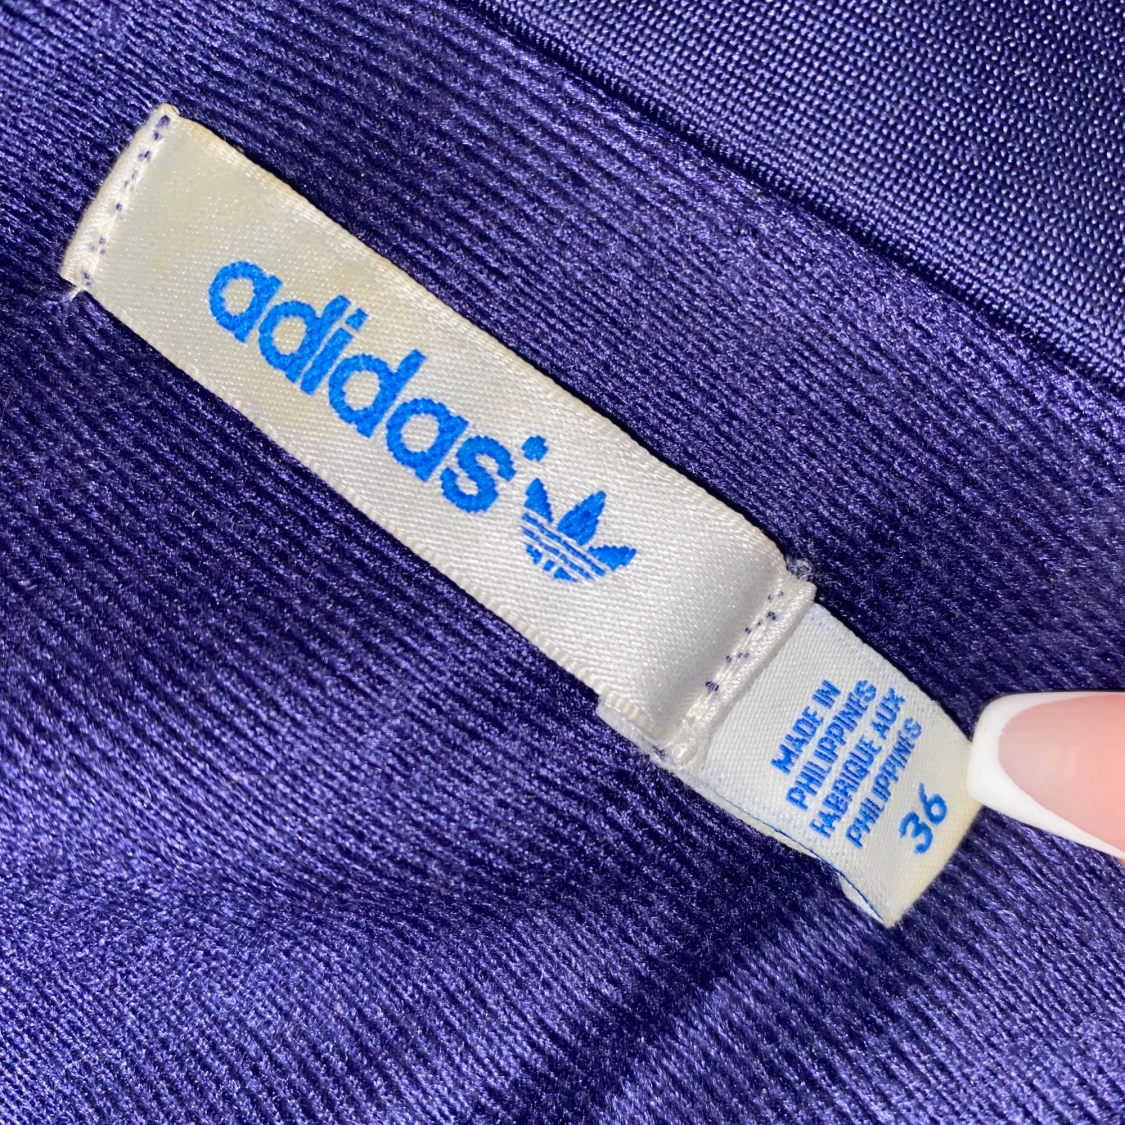 adidas
MADE IN
PHILIPPINES
FABRIQUE AUX
PHILIPPINES
36